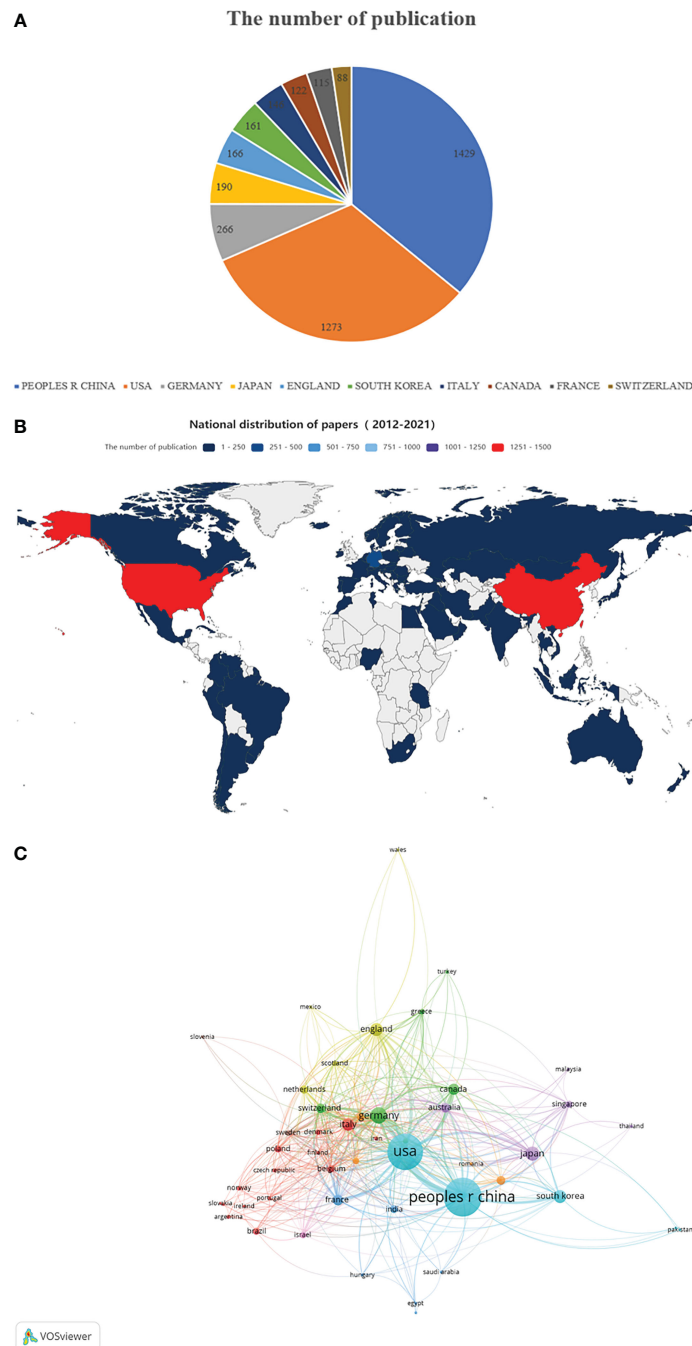 A
The number of publication
88
115
122
161
166
190
266
1429
1273
PEOPLES R CHINA USA GERMANY JAPAN ENGLAND SOUTH KOREA ITALY CANADA FRANCE SWITZERLAND
B
National distribution of papers ( 2012-2021)
The number of publication 1 - 250 251 - 500 501 - 750 751 - 1000 1001 - 1250 1251 - 1500
C
wales
turkey
mexico
greece
england
slovenia
scotland
malaysia
netherlands
canada
switzerland
australia
singapore
germany
italy
thailand
sweden denmark
iran
poland
finland
usa
japan
czech republic
belgium
romania
norway
peoples r china
south korea
portugal
france
slovakia
ireland
india
argentina
brazil
israel
pakistan
hungary
saudi arabia
egypt
VOSviewer